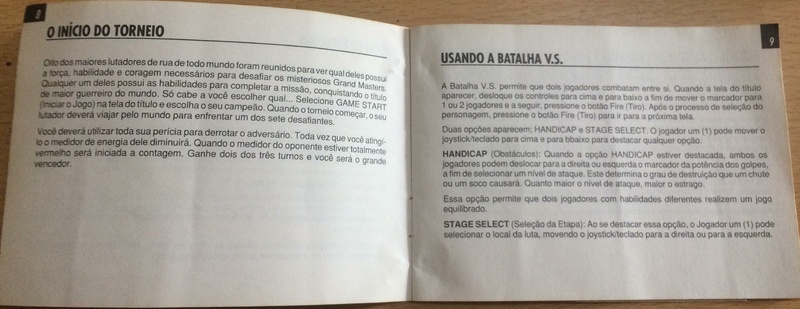 8
O INÍCIO DO TORNEIO
Oito dos maiores lutadores de rua de todo mundo foram reunidos para ver qual deles possui
a força, habilidade e coragem necessários para desafiar os misteriosos Grand Masters.
Qualquer um deles possui as habilidades para completar a missão, conquistando o título
de maior guerreiro do mundo. Só cabe a você escolher qual... Selecione GAME START
(Iniciar o Jogo) na tela do título e escolha o seu campeão. Quando o torneio começar, o seu
lutador deverá viajar pelo mundo para enfrentar um dos sete desafiantes.
Você deverá utilizar toda sua perícia para derrotar o adversário. Toda vez que você atingí-
lo o medidor de energia dele diminuirá. Quando o medidor do oponente estiver totalmente
vermelho será iniciada a contagem. Ganhe dois dos três turnos e você será o grande
vencedor.
9
USANDO A BATALHA V.S.
A Batalha V.S. permite que dois jogadores combatam entre si. Quando a tela do título
aparecer, desloque os controles para cima e para baixo a fim de mover o marcador para
1 ou 2 jogadores e a seguir, pressione o botão Fire (Tiro). Após o processo de seleção do
personagem, pressione o botão Fire (Tiro) para ir para a próxima tela.
Duas opções aparecem; HANDICAP e STAGE SELECT. O jogador um (1) pode mover o
joystick/teclado para cima e para bbaixo para destacar qualquer opção.
HANDICAP (Obstáculos): Quando a opção HANDICAP estiver destacada, ambos os
jogadores podem deslocar para a direita ou esquerda o marcador da potência dos golpes,
a fim de selecionar um nível de ataque. Este determina o grau de destruição que um chute
ou um soco causará. Quanto maior o nível de ataque, maior o estrago.
Essa opção permite que dois jogadores com habilidades diferentes realizem um jogo
equilibrado.
STAGE SELECT (Seleção da Etapa): Ao se destacar essa opção, o Jogador um (1) pode
selecionar o local da luta, movendo o joystick/teclado para a direita ou para a esquerda.